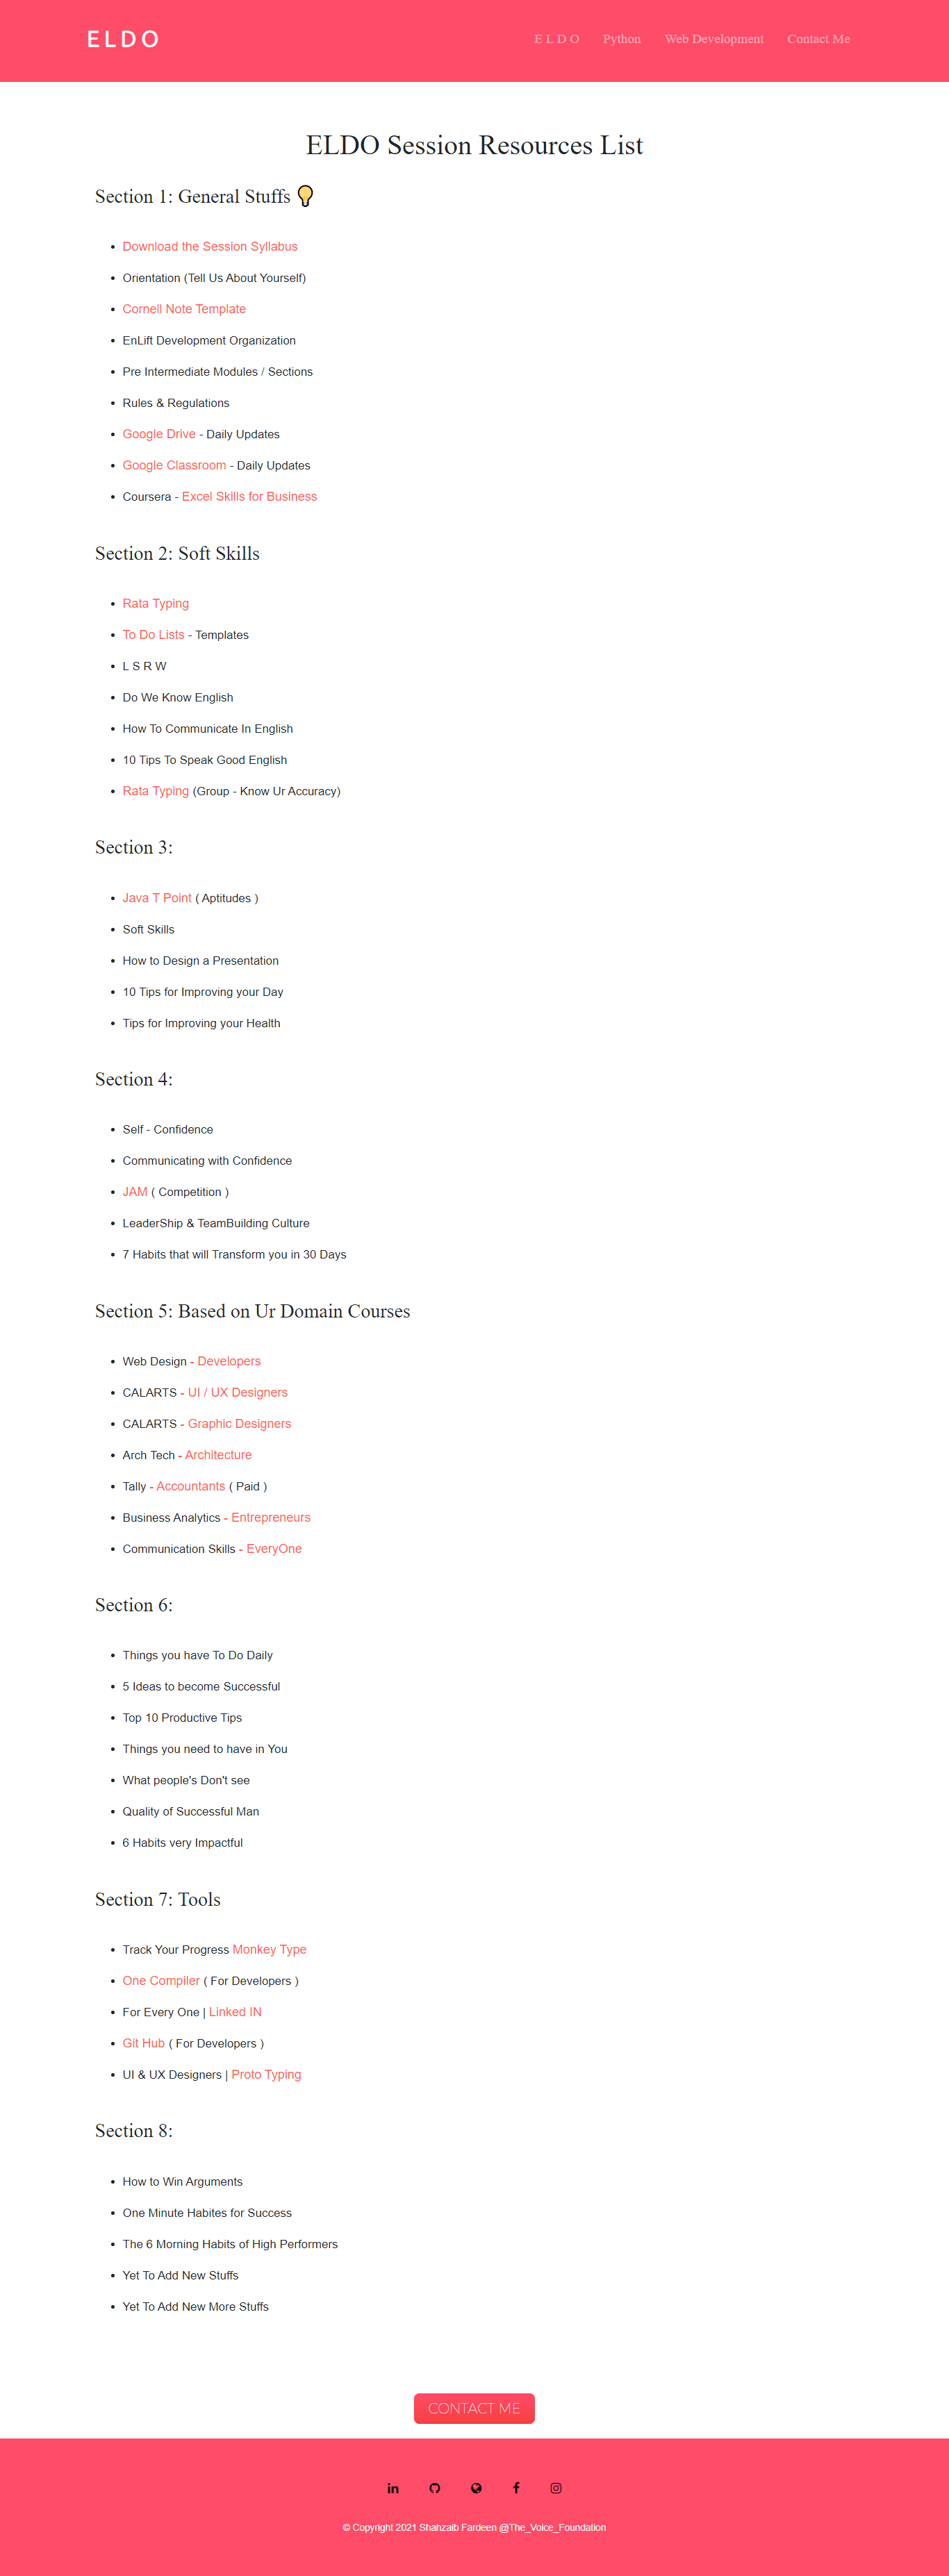 ELDO
E L D O Python Web Development Contact Me
ELDO Session Resources List
Section 1: General Stuffs
Download the Session Syllabus
Orientation (Tell Us About Yourself)
Cornell Note Template
EnLift Development Organization
Pre Intermediate Modules / Sections
Rules & Regulations
Google Drive - Daily Updates
Google Classroom - Daily Updates
Coursera - Excel Skills for Business
Section 2: Soft Skills
Rata Typing
To Do Lists - Templates
L S R W
Do We Know English
How To Communicate In English
10 Tips To Speak Good English
Rata Typing (Group - Know Ur Accuracy)
Section 3:
Java T Point ( Aptitudes )
Soft Skills
How to Design a Presentation
10 Tips for Improving your Day
Tips for Improving your Health
Section 4:
Self - Confidence
Communicating with Confidence
JAM ( Competition )
LeaderShip & TeamBuilding Culture
7 Habits that will Transform you in 30 Days
Section 5: Based on Ur Domain Courses
Web Design - Developers
CALARTS - UI / UX Designers
CALARTS - Graphic Designers
Arch Tech - Architecture
Tally - Accountants ( Paid )
Business Analytics - Entrepreneurs
Communication Skills - EveryOne
Section 6:
Things you have To Do Daily
5 Ideas to become Successful
Top 10 Productive Tips
Things you need to have in You
What people's Don't see
Quality of Successful Man
6 Habits very Impactful
Section 7: Tools
Track Your Progress Monkey Type
One Compiler ( For Developers )
For Every One | Linked IN
Git Hub ( For Developers )
UI & UX Designers | Proto Typing
Section 8:
How to Win Arguments
One Minute Habites for Success
The 6 Morning Habits of High Performers
Yet To Add New Stuffs
Yet To Add New More Stuffs
CONTACT ME
© Copyright 2021 Shahzaib Fardeen @The_Voice_Foundation